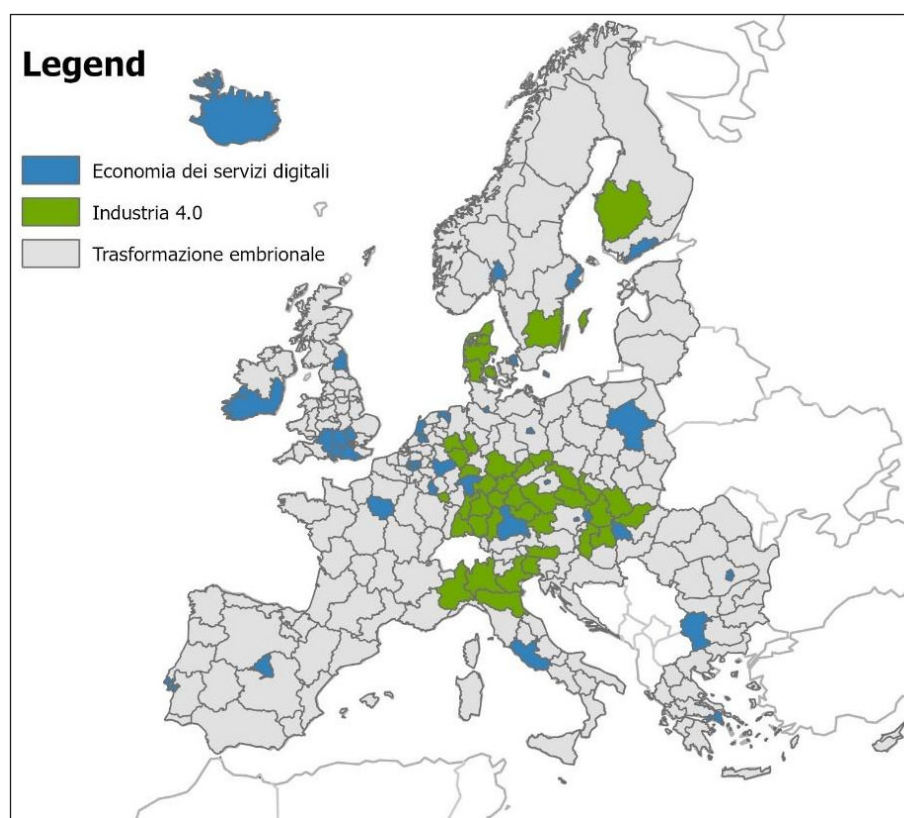 Legend
Economia dei servizi digitali
Industria 4.0
Trasformazione embrionale